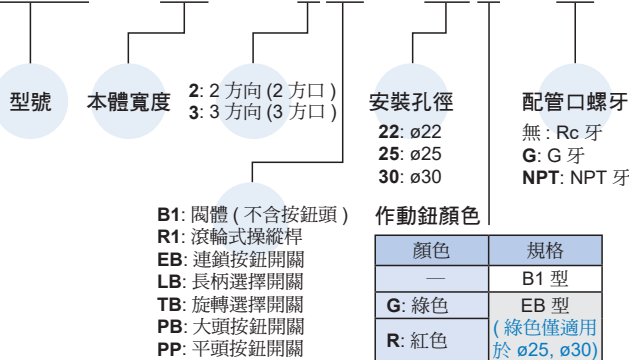 型號
本體寬度
2: 2 方向 (2 方口)
3: 3 方向 (3 方口)
安裝孔徑
22: ø22
25: ø25
30: ø30
配管口螺牙
無 : Rc 牙
G: G 牙
NPT: NPT 牙
B1: 閥體 ( 不含按鈕頭 )
R1: 滾輪式操縱桿
EB: 連鎖按鈕開關
LB: 長柄選擇開關
TB: 旋轉選擇開關
PB: 大頭按鈕開關
PP: 平頭按鈕開關
作動鈕顏色
顏色 規格
— B1 型
G: 綠色 EB 型
R: 紅色 ( 綠色僅適用
於 ø25, ø30)